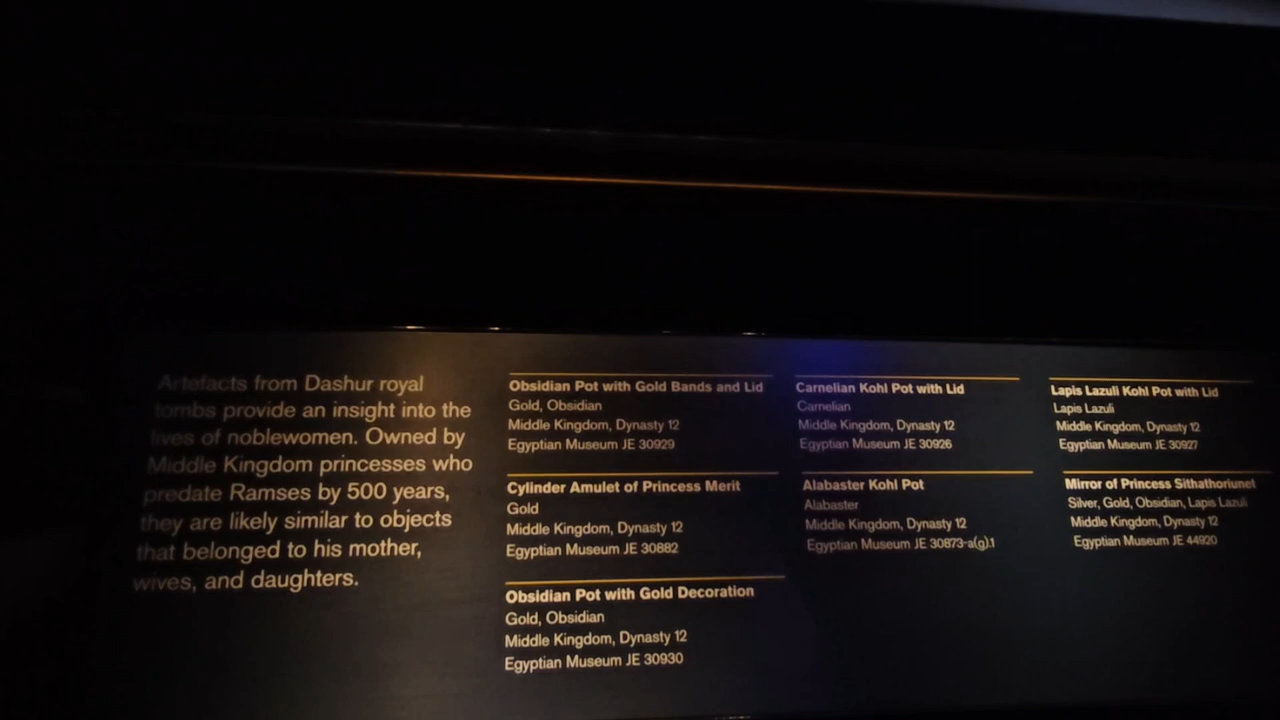 Artefacts from Dashur royal
tombs provide an insight into the
lives of noblewomen. Owned by
Middle Kingdom princesses who
predate Ramses by 500 years,
they are likely similar to objects
that belonged to his mother,
wives, and daughters.
Obsidian Pot with Gold Bands and Lid
Gold, Obsidian
Middle Kingdom, Dynasty 12
Egyptian Museum JE 30929
Cylinder Amulet of Princess Merit
Gold
Middle Kingdom, Dynasty 12
Egyptian Museum JE 30882
Obsidian Pot with Gold Decoration
Gold, Obsidian
Middle Kingdom, Dynasty 12
Egyptian Museum JE 30930
Carnelian Kohl Pot with Lid
Carnelian
Middle Kingdom, Dynasty 12
Egyptian Museum JE 30926
Alabaster Kohl Pot
Alabaster
Middle Kingdom, Dynasty 12
Egyptian Museum JE 30873-a(g).1
Lapis Lazuli Kohl Pot with Lid
Lapis Lazuli
Middle Kingdom, Dynasty 12
Egyptian Museum JE 30927
Mirror of Princess Sithathoriunet
Silver, Gold, Obsidian, Lapis Lazuli
Middle Kingdom, Dynasty 12
Egyptian Museum JE 44920